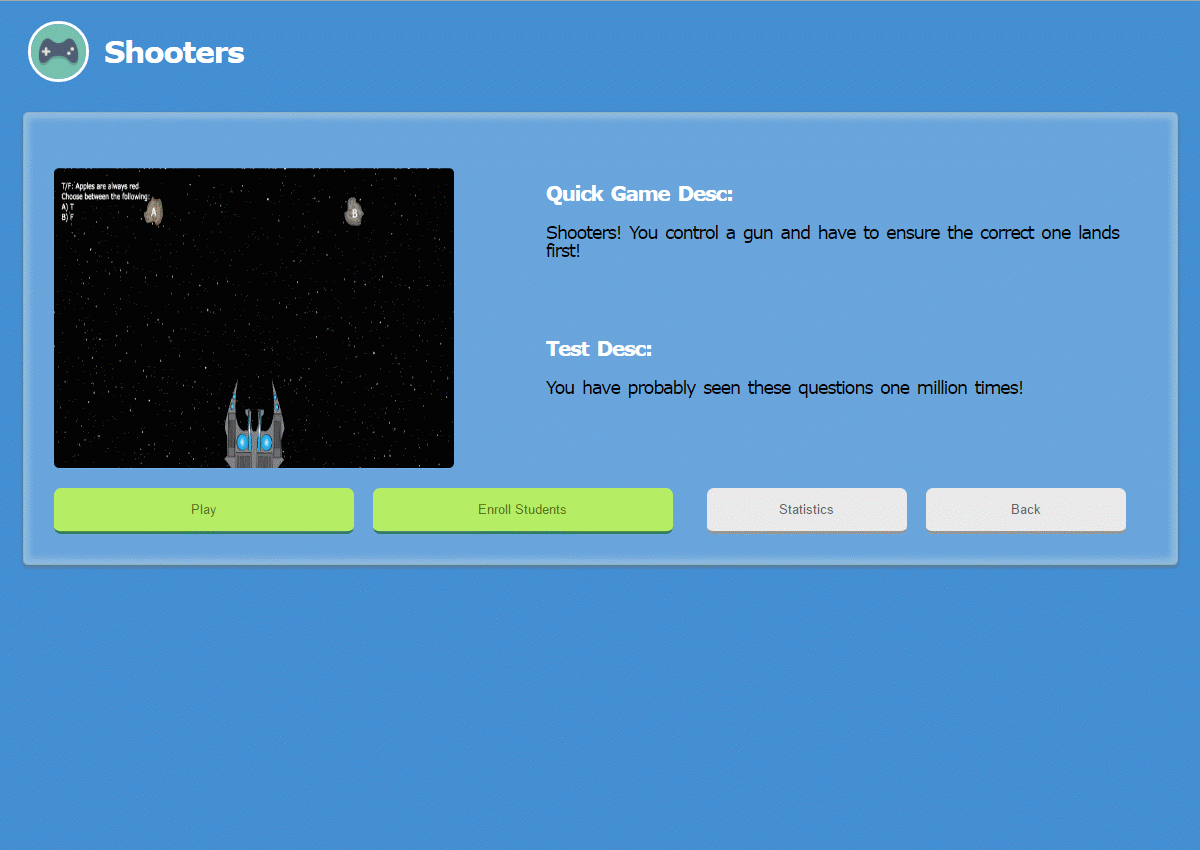 Shooters
T/F: Apples are always red
Choose between the following:
A) T
B) F
A
B
Quick Game Desc:
Shooters! You control a gun and have to ensure the correct one lands
first!
Test Desc:
You have probably seen these questions one million times!
Play
Enroll Students
Statistics
Back